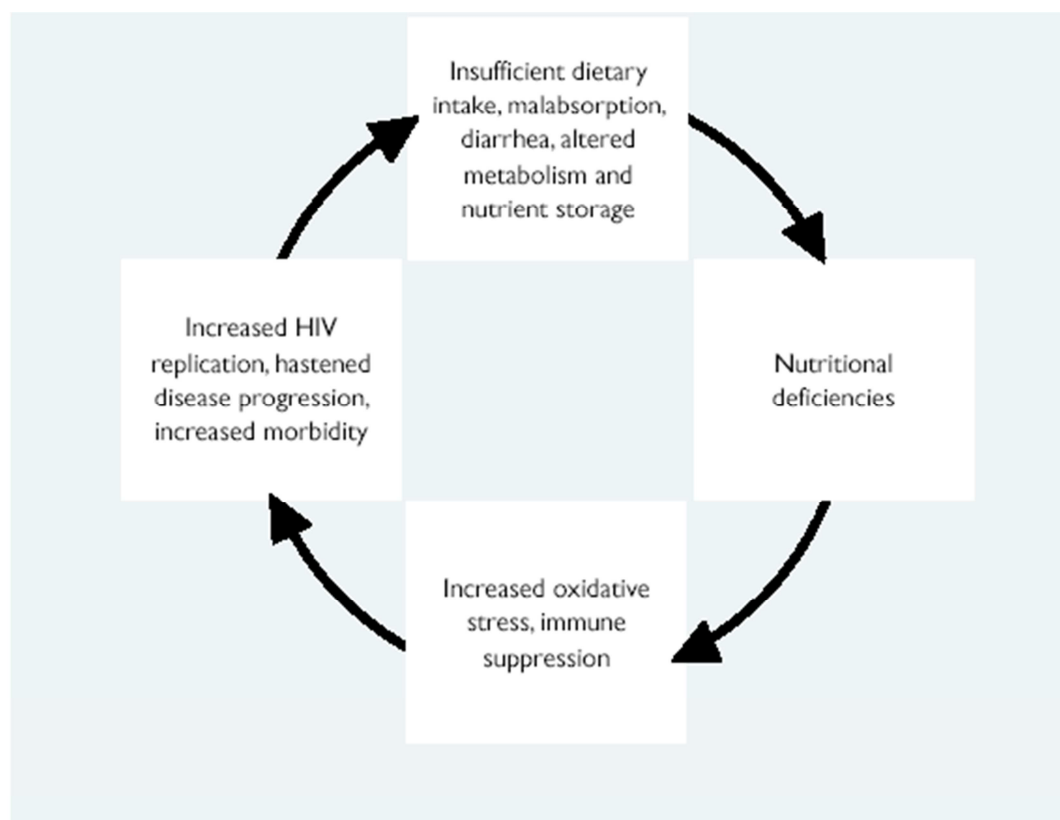 Insufficient dietary
intake, malabsorption,
diarrhea, altered
metabolism and
nutrient storage
Increased HIV
replication, hastened
disease progression,
increased morbidity
Nutritional
deficiencies
Increased oxidative
stress, immune
suppression